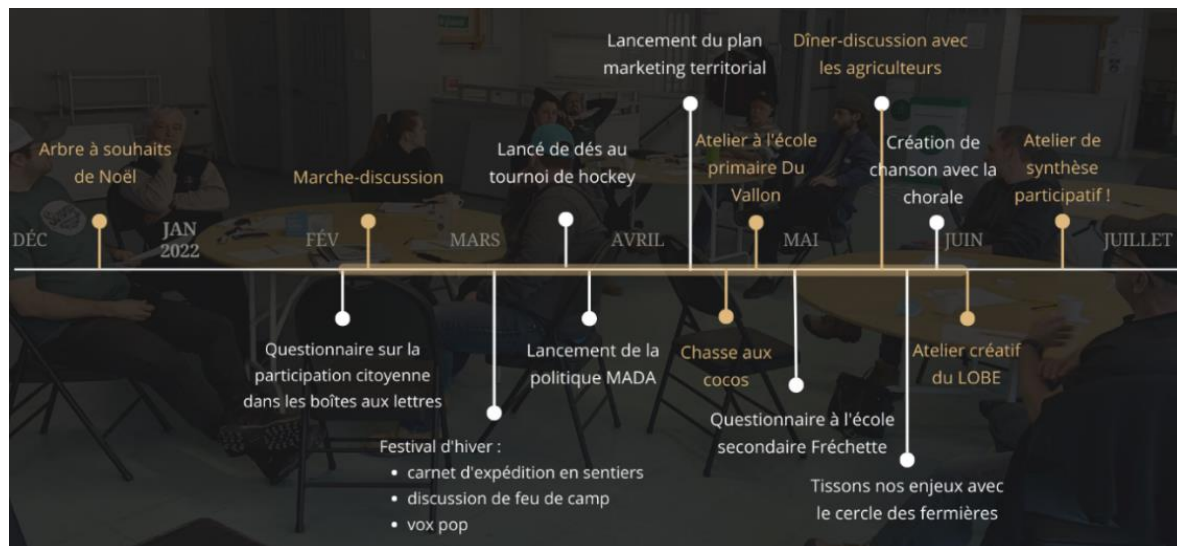 Lancement du plan
marketing territorial
Dîner-discussion avec
les agriculteurs
Arbre à souhaits
de Noël
Marche-discussion
Lancé de dés au
tournoi de hockey
Atelier à l'école
primaire Du
Vallon
Création de
chanson avec la
chorale
Atelier de
synthèse
participatif !
DÉC
JAN
2022
FÉV
MARS
AVRIL
MAI
JUIN
JUILLET
Questionnaire sur la
participation citoyenne
dans les boîtes aux lettres
Festival d'hiver :
• carnet d'expédition en sentiers
• discussion de feu de camp
• vox pop
Lancement de la
politique MADA
Chasse aux
cocos
Questionnaire à l'école
secondaire Fréchette
Tissons nos enjeux avec
le cercle des fermières
Atelier créatif
du LOBE